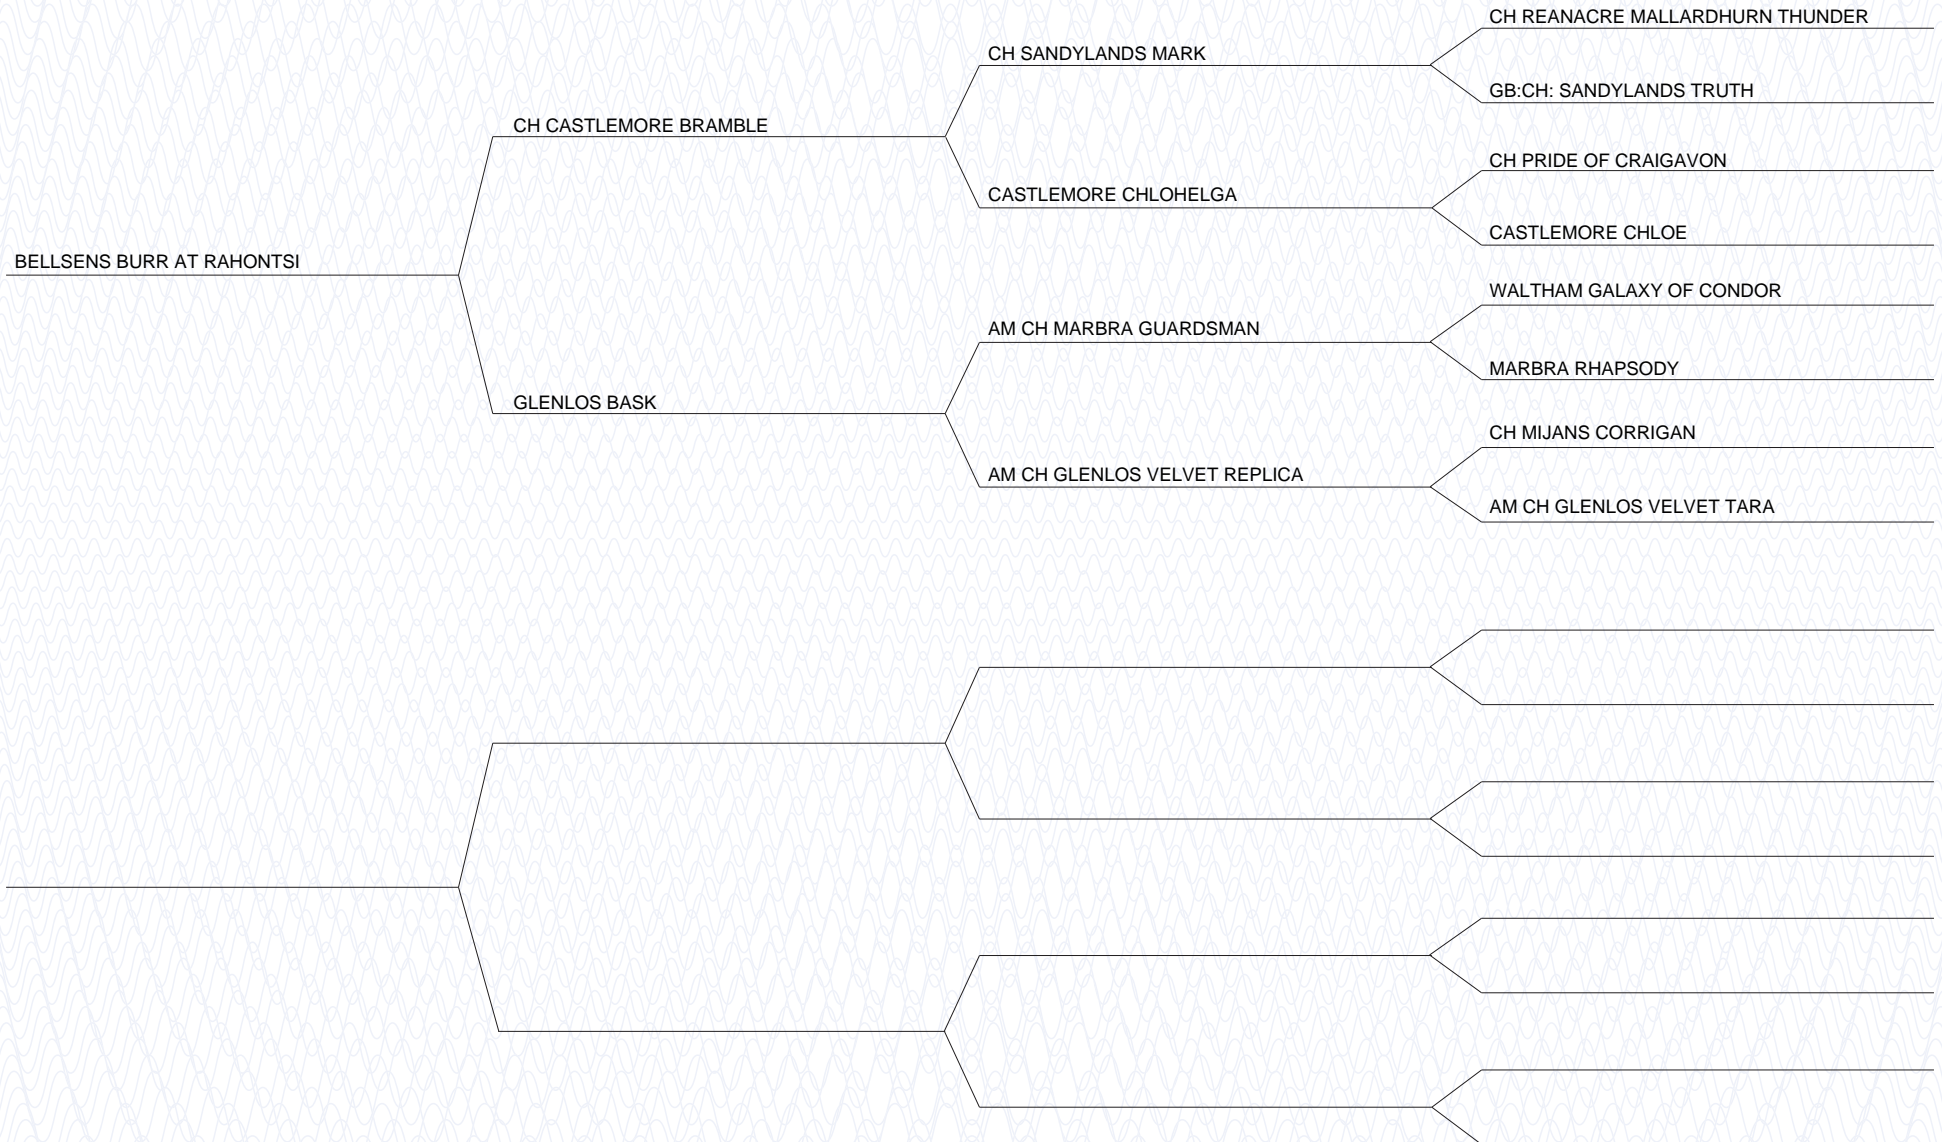 CH REANACRE MALLARDHURN THUNDER
CH SANDYLANDS MARK
GB:CH: SANDYLANDS TRUTH
CH CASTLEMORE BRAMBLE
CH PRIDE OF CRAIGAVON
CASTLEMORE CHLOHELGA
CASTLEMORE CHLOE
BELLSENS BURR AT RAHONTSI
WALTHAM GALAXY OF CONDOR
AM CH MARBRA GUARDSMAN
MARBRA RHAPSODY
GLENLOS BASK
CH MIJANS CORRIGAN
AM CH GLENLOS VELVET REPLICA
AM CH GLENLOS VELVET TARA